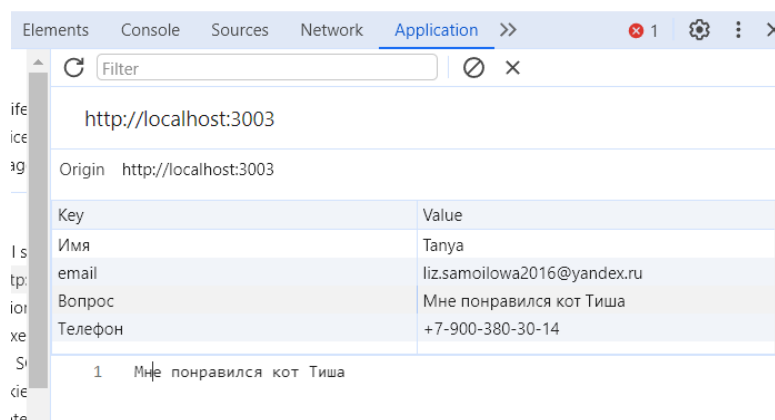 Elements Console Sources Network Application 1
Filter
http://localhost:3003
Origin http://localhost:3003
Key Value
Имя Tanya
email liz.samoilowa2016@yandex.ru
Вопрос Мне понравился кот Тиша
Телефон +7-900-380-30-14
1 Мне понравился кот Тиша